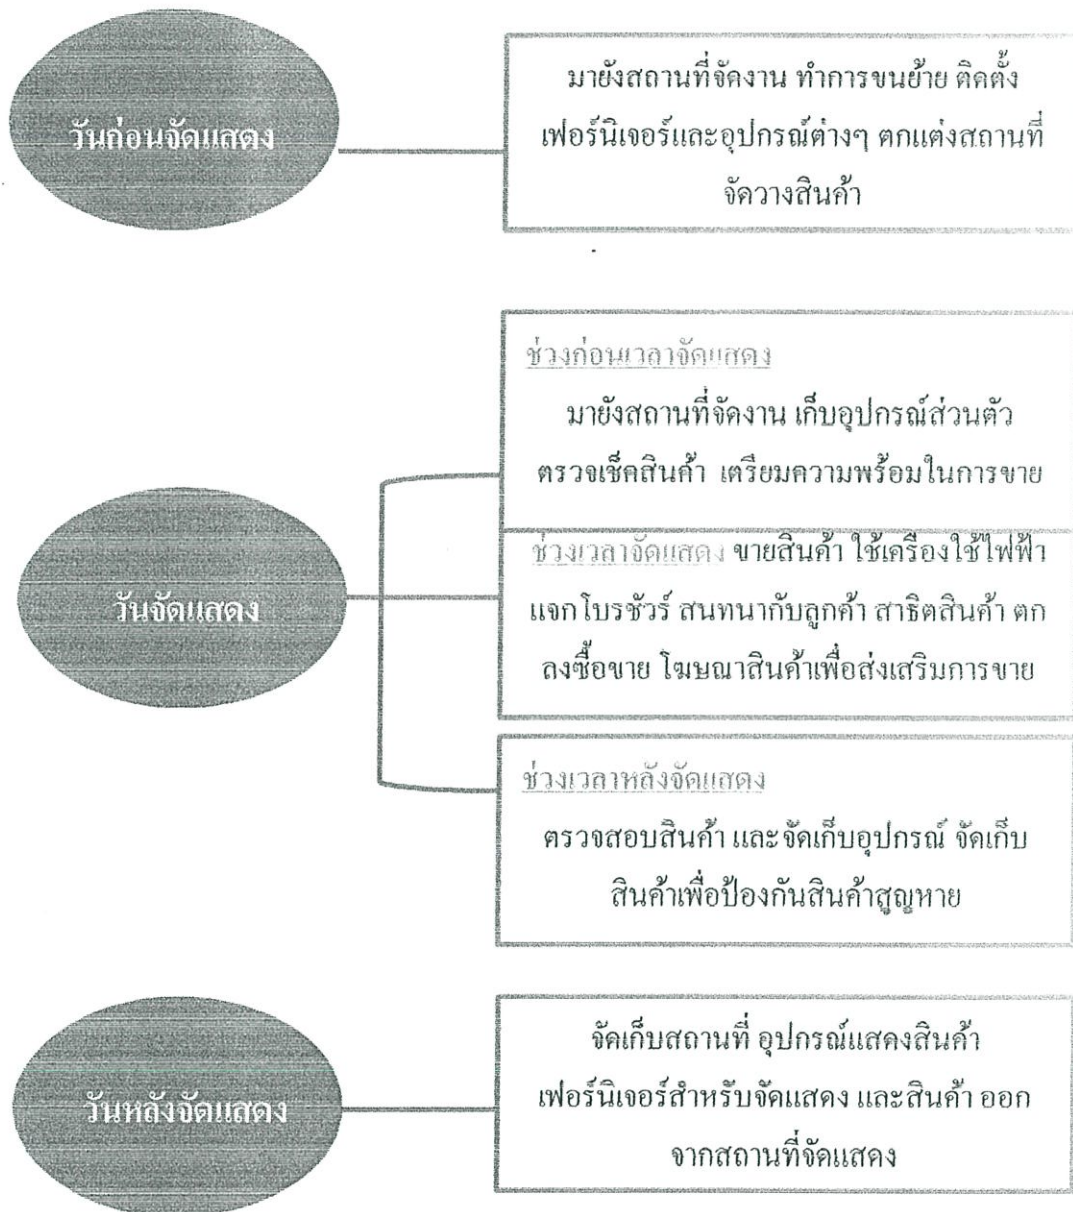 วันก่อนจัดแสดง
มายังสถานที่จัดงาน ทำการขนย้าย ติดตั้ง
เฟอร์นิเจอร์และอุปกรณ์ต่างๆ ตกแต่งสถานที่
จัดวางสินค้า
วันจัดแสดง
ช่วงก่อนเวลาจัดแสดง
มายังสถานที่จัดงาน เก็บอุปกรณ์ส่วนตัว
ตรวจเช็คสินค้า เตรียมความพร้อมในการขาย
ช่วงเวลาจัดแสดง ขายสินค้า ใช้เครื่องใช้ไฟฟ้า
แจกโบรชัวร์ สนทนากับลูกค้า สาธิตสินค้า ตก
ลงซื้อขาย โฆษณาสินค้าเพื่อส่งเสริมการขาย
ช่วงเวลาหลังจัดแสดง
ตรวจสอบสินค้า และจัดเก็บอุปกรณ์ จัดเก็บ
สินค้าเพื่อป้องกันสินค้าสูญหาย
วันหลังจัดแสดง
จัดเก็บสถานที่ อุปกรณ์แสดงสินค้า
เฟอร์นิเจอร์สำหรับจัดแสดง และสินค้า ออก
จากสถานที่จัดแสดง